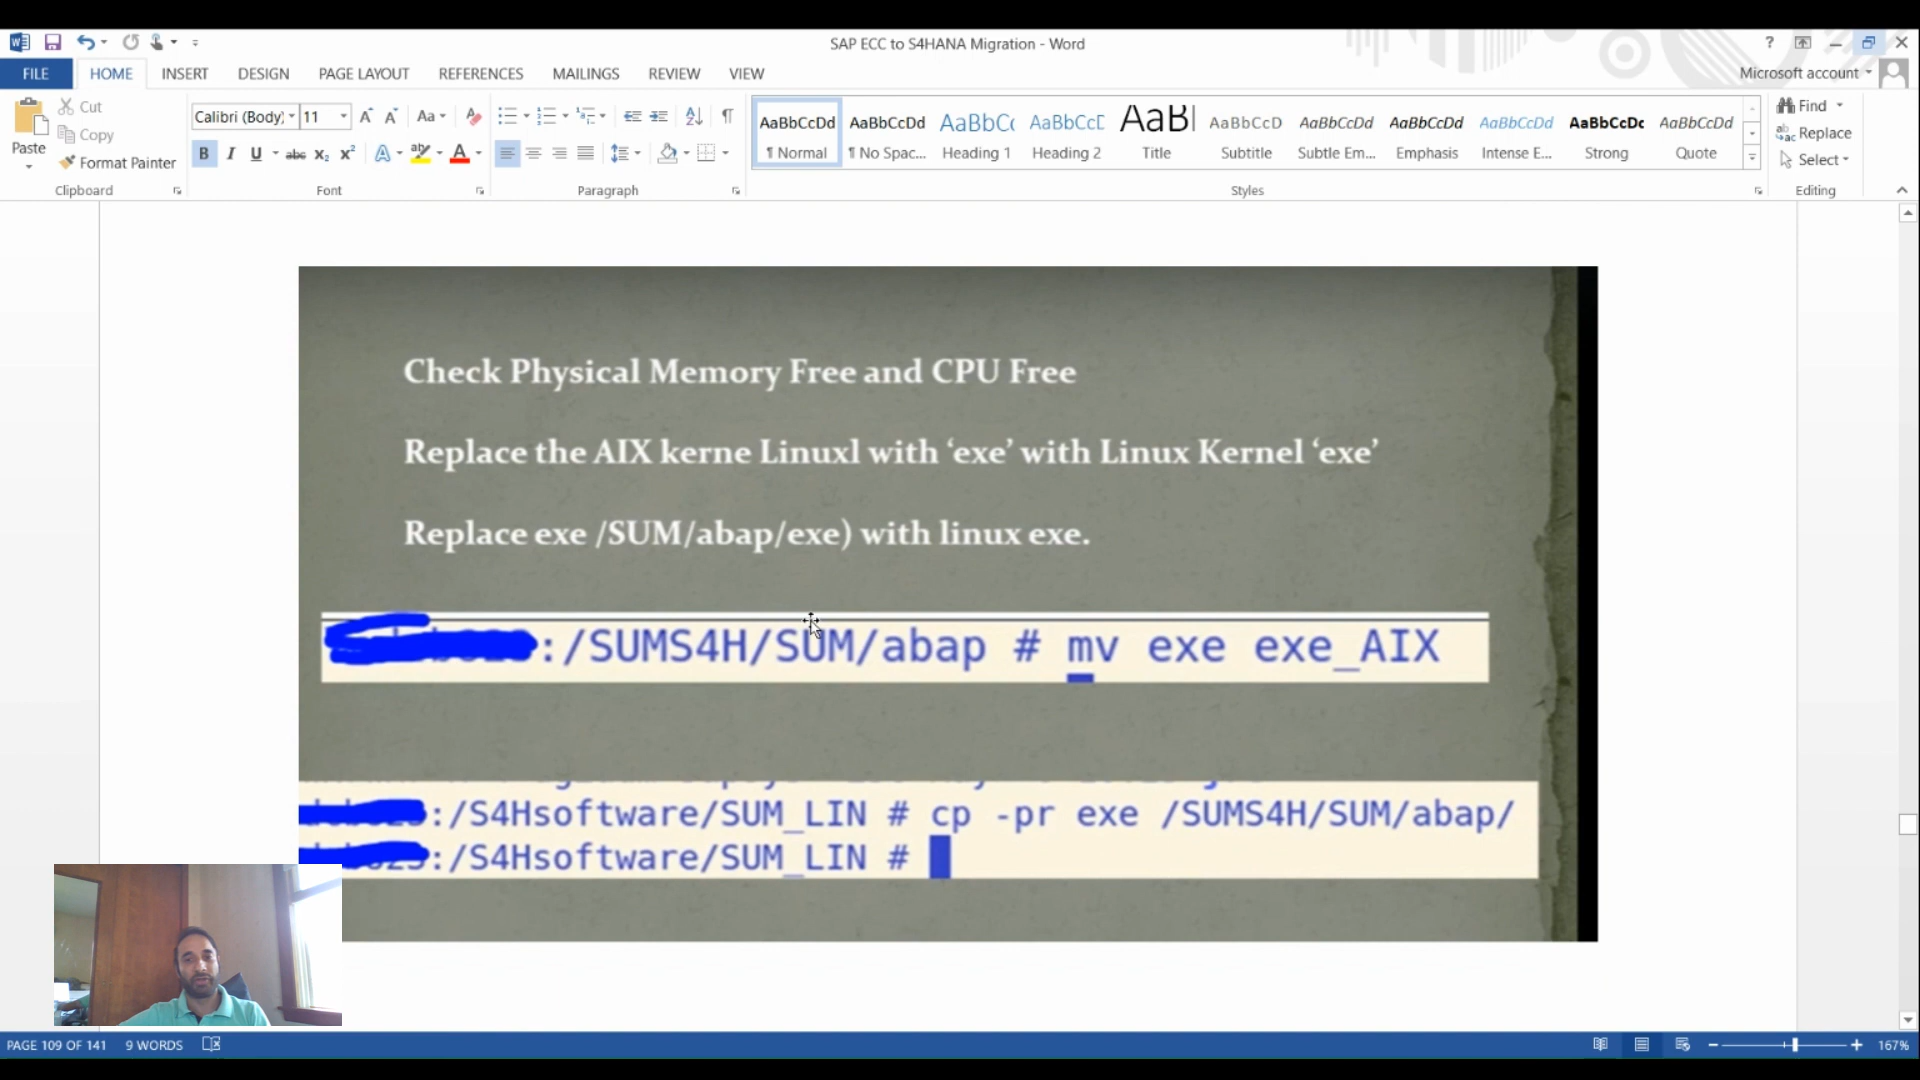 SAP ECC to S4HANA Migration - Word
?
Microsoft account
FILE HOME INSERT DESIGN PAGE LAYOUT REFERENCES MAILINGS REVIEW VIEW
Paste
Cut
Copy
Format Painter
Clipboard
Calibri (Body) 11
Font
Paragraph
AaBbCcDd AaBbCcDd AaBbC AaBbCcD AaB AaBbCcD AaBbCcDd AaBbCcDd AaBbCcDd AaBbCcDc AaBbCcDd
¶ Normal ¶ No Spac... Heading 1 Heading 2 Title Subtitle Subtle Em... Emphasis Intense E... Strong Quote
Styles
Find
Replace
Select
Editing
Check Physical Memory Free and CPU Free
Replace the AIX kerne Linuxl with ‘exe’ with Linux Kernel ‘exe’
Replace exe /SUM/abap/exe) with linux exe.
:/SUMS4H/SUM/abap # mv exe exe_AIX
:/S4Hsoftware/SUM_LIN # cp -pr exe /SUMS4H/SUM/abap/
:/S4Hsoftware/SUM_LIN #
PAGE 109 OF 141 9 WORDS
167%